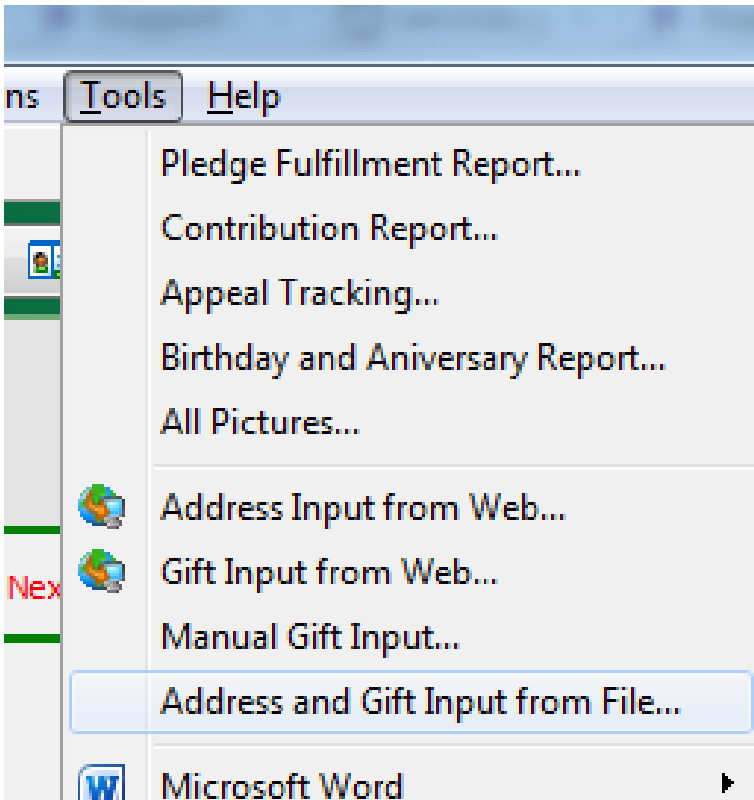 ns Tools Help
Pledge Fulfillment Report...
Contribution Report...
Appeal Tracking...
Birthday and Aniversary Report...
All Pictures...
Address Input from Web...
Gift Input from Web...
Nex
Manual Gift Input...
Address and Gift Input from File...
W Microsoft Word